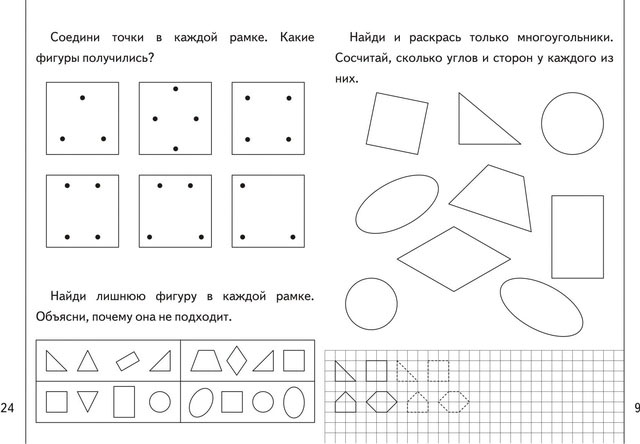 Соедини точки в каждой рамке. Какие
фигуры получились?
Найди лишнюю фигуру в каждой рамке.
Объясни, почему она не подходит.
24
Найди и раскрась только многоугольники.
Сосчитай, сколько углов и сторон у каждого из
них.
9